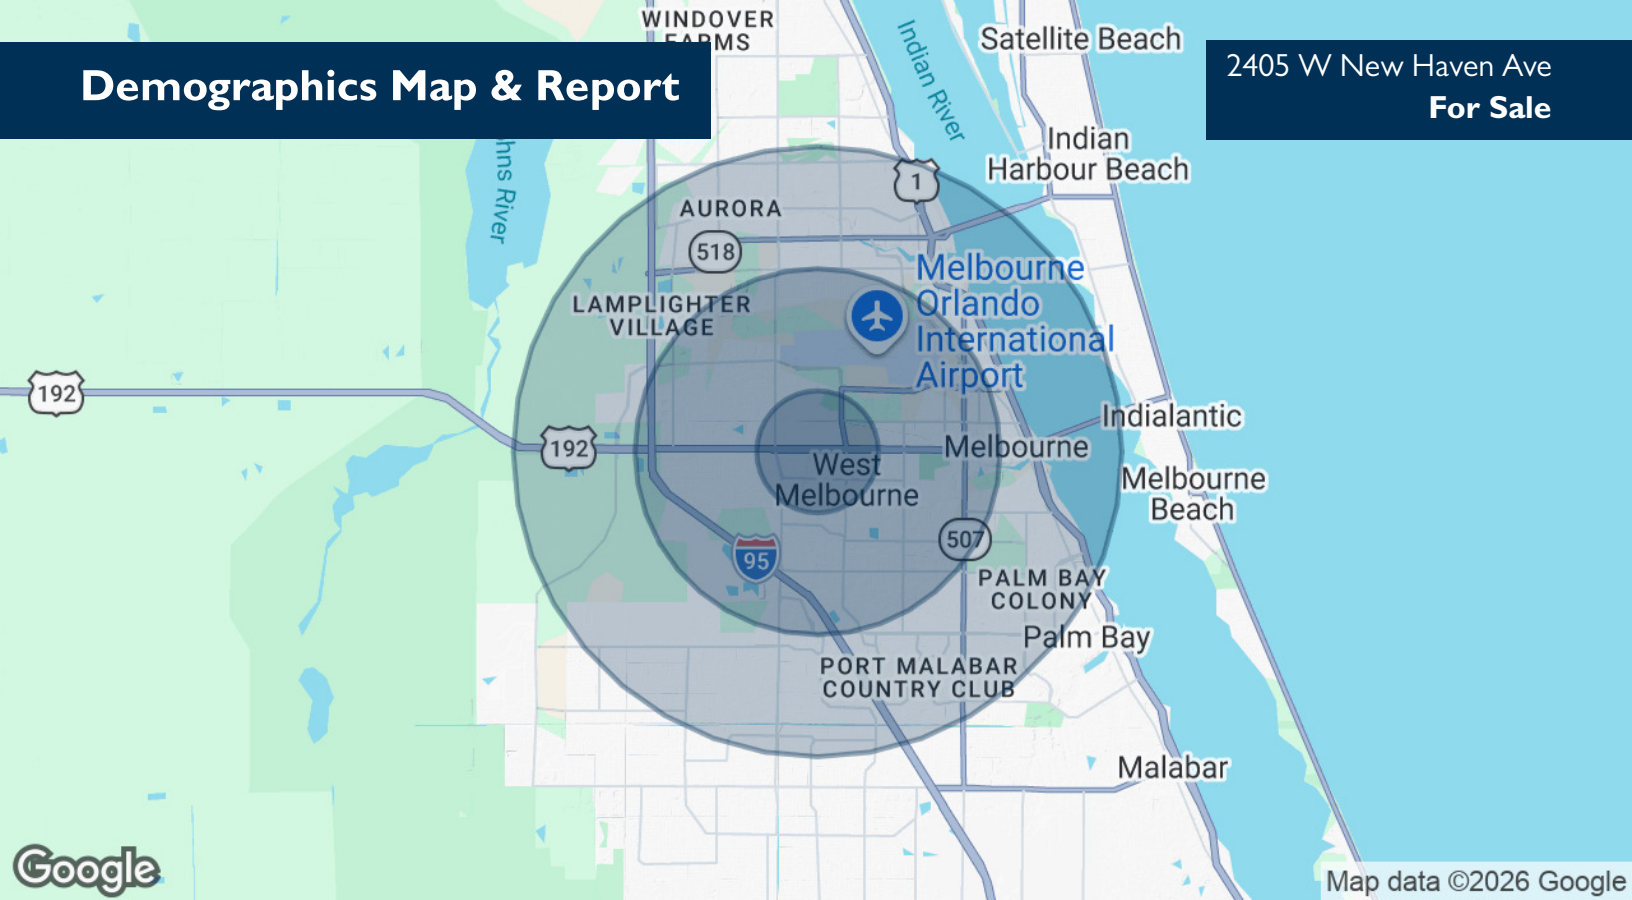 WINDOVER
FARMS
Demographics Map & Report
2405 W New Haven Ave
For Sale
Satellite Beach
Indian River
Indian
Harbour Beach
hns River
1
AURORA
518
Melbourne
Orlando
International
Airport
LAMPLIGHTER
VILLAGE
192
192
Indialantic
Melbourne
West
Melbourne
Melbourne
Beach
507
95
PALM BAY
COLONY
Palm Bay
PORT MALABAR
COUNTRY CLUB
Malabar
Google
Map data ©2026 Google